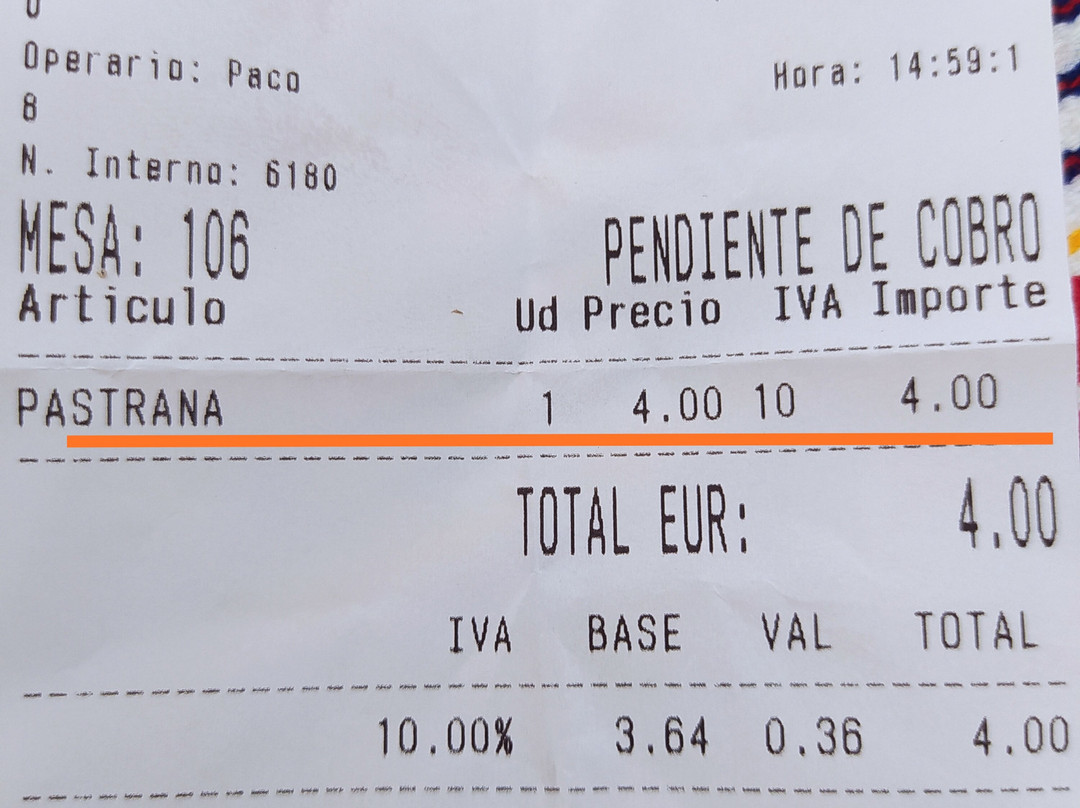 Operario: Paco
Hora: 14:59:1
8
N. Interno: 6180
MESA: 106 PENDIENTE DE COBRO
Articulo Ud Precio IVA Importe
PASTRANA 1 4.00 10 4.00
TOTAL EUR: 4.00
IVA BASE VAL TOTAL
10.00% 3.64 0.36 4.00